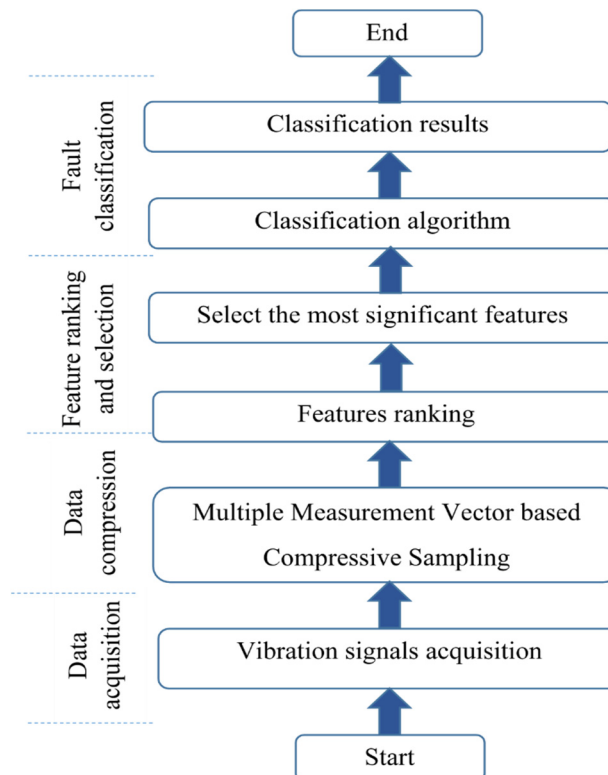 End
Classification results
Classification algorithm
Fault
classification
Select the most significant features
Features ranking
Feature ranking
and selection
Multiple Measurement Vector based
Compressive Sampling
Data
compression
Vibration signals acquisition
Data
acquisition
Start